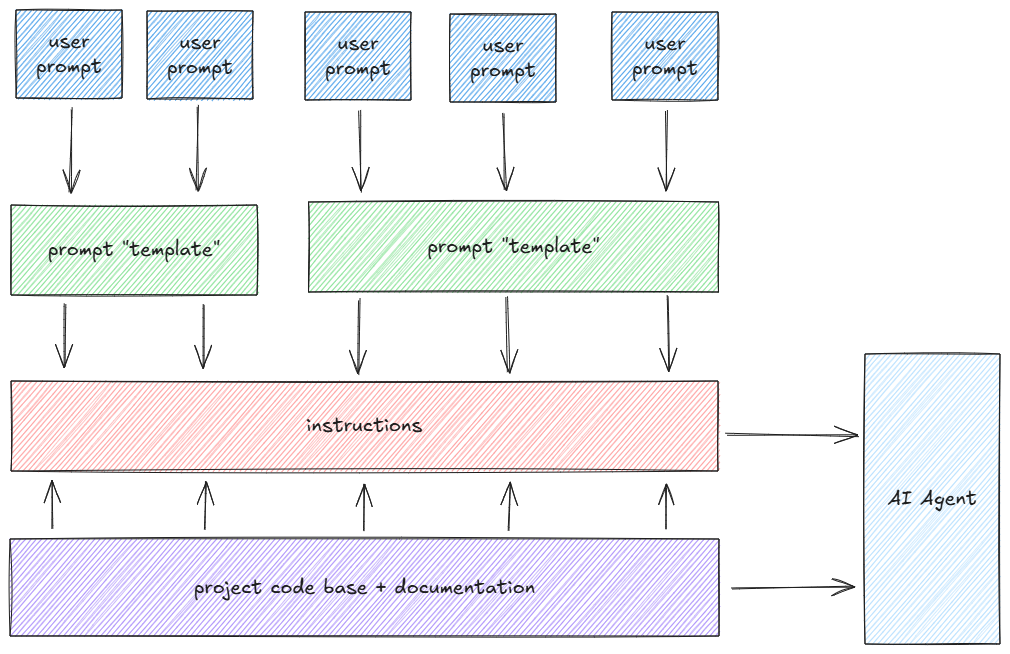 user
prompt
user
prompt
user
prompt
user
prompt
user
prompt
prompt "template"
prompt "template"
instructions
AI Agent
project code base + documentation